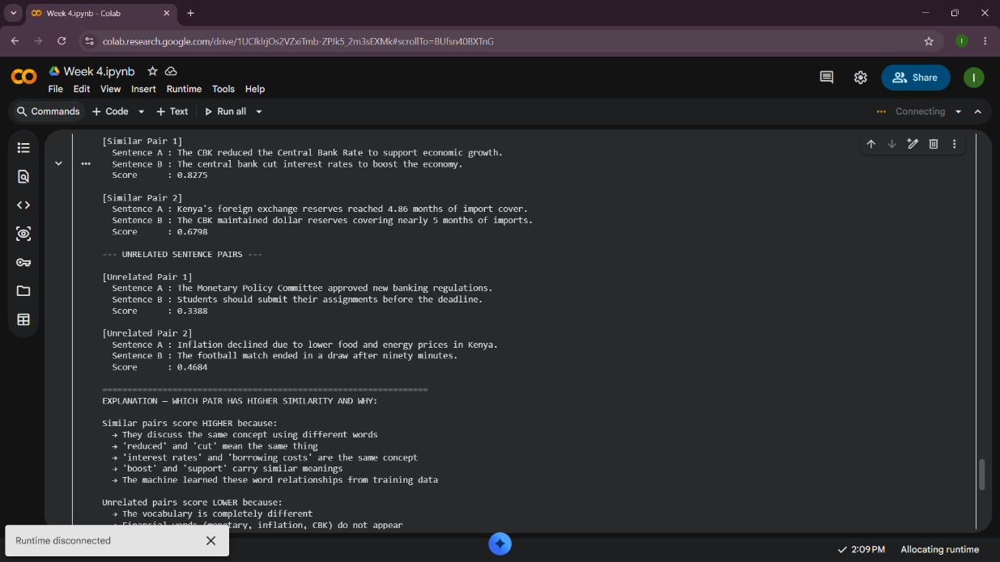 Week 4.ipynb - Colab
colab.research.google.com/drive/1UCIklrjOs2VZxiTmb-ZPJk5_2m3sEXMk#scrollTo=BUfsn40BXTnG
I
Week 4.ipynb
File Edit View Insert Runtime Tools Help
Share
I
Commands + Code + Text Run all
Connecting
[Similar Pair 1]
Sentence A : The CBK reduced the Central Bank Rate to support economic growth.
Sentence B : The central bank cut interest rates to boost the economy.
Score : 0.8275
[Similar Pair 2]
Sentence A : Kenya's foreign exchange reserves reached 4.86 months of import cover.
Sentence B : The CBK maintained dollar reserves covering nearly 5 months of imports.
Score : 0.6798
--- UNRELATED SENTENCE PAIRS ---
[Unrelated Pair 1]
Sentence A : The Monetary Policy Committee approved new banking regulations.
Sentence B : Students should submit their assignments before the deadline.
Score : 0.3388
[Unrelated Pair 2]
Sentence A : Inflation declined due to lower food and energy prices in Kenya.
Sentence B : The football match ended in a draw after ninety minutes.
Score : 0.4684
=================================================================
EXPLANATION — WHICH PAIR HAS HIGHER SIMILARITY AND WHY:
Similar pairs score HIGHER because:
→ They discuss the same concept using different words
→ 'reduced' and 'cut' mean the same thing
→ 'interest rates' and 'borrowing costs' are the same concept
→ 'boost' and 'support' carry similar meanings
→ The machine learned these word relationships from training data
Unrelated pairs score LOWER because:
→ The vocabulary is completely different
→ Financial words (monetary, inflation, CBK) do not appear
Runtime disconnected
2:09 PM
Allocating runtime